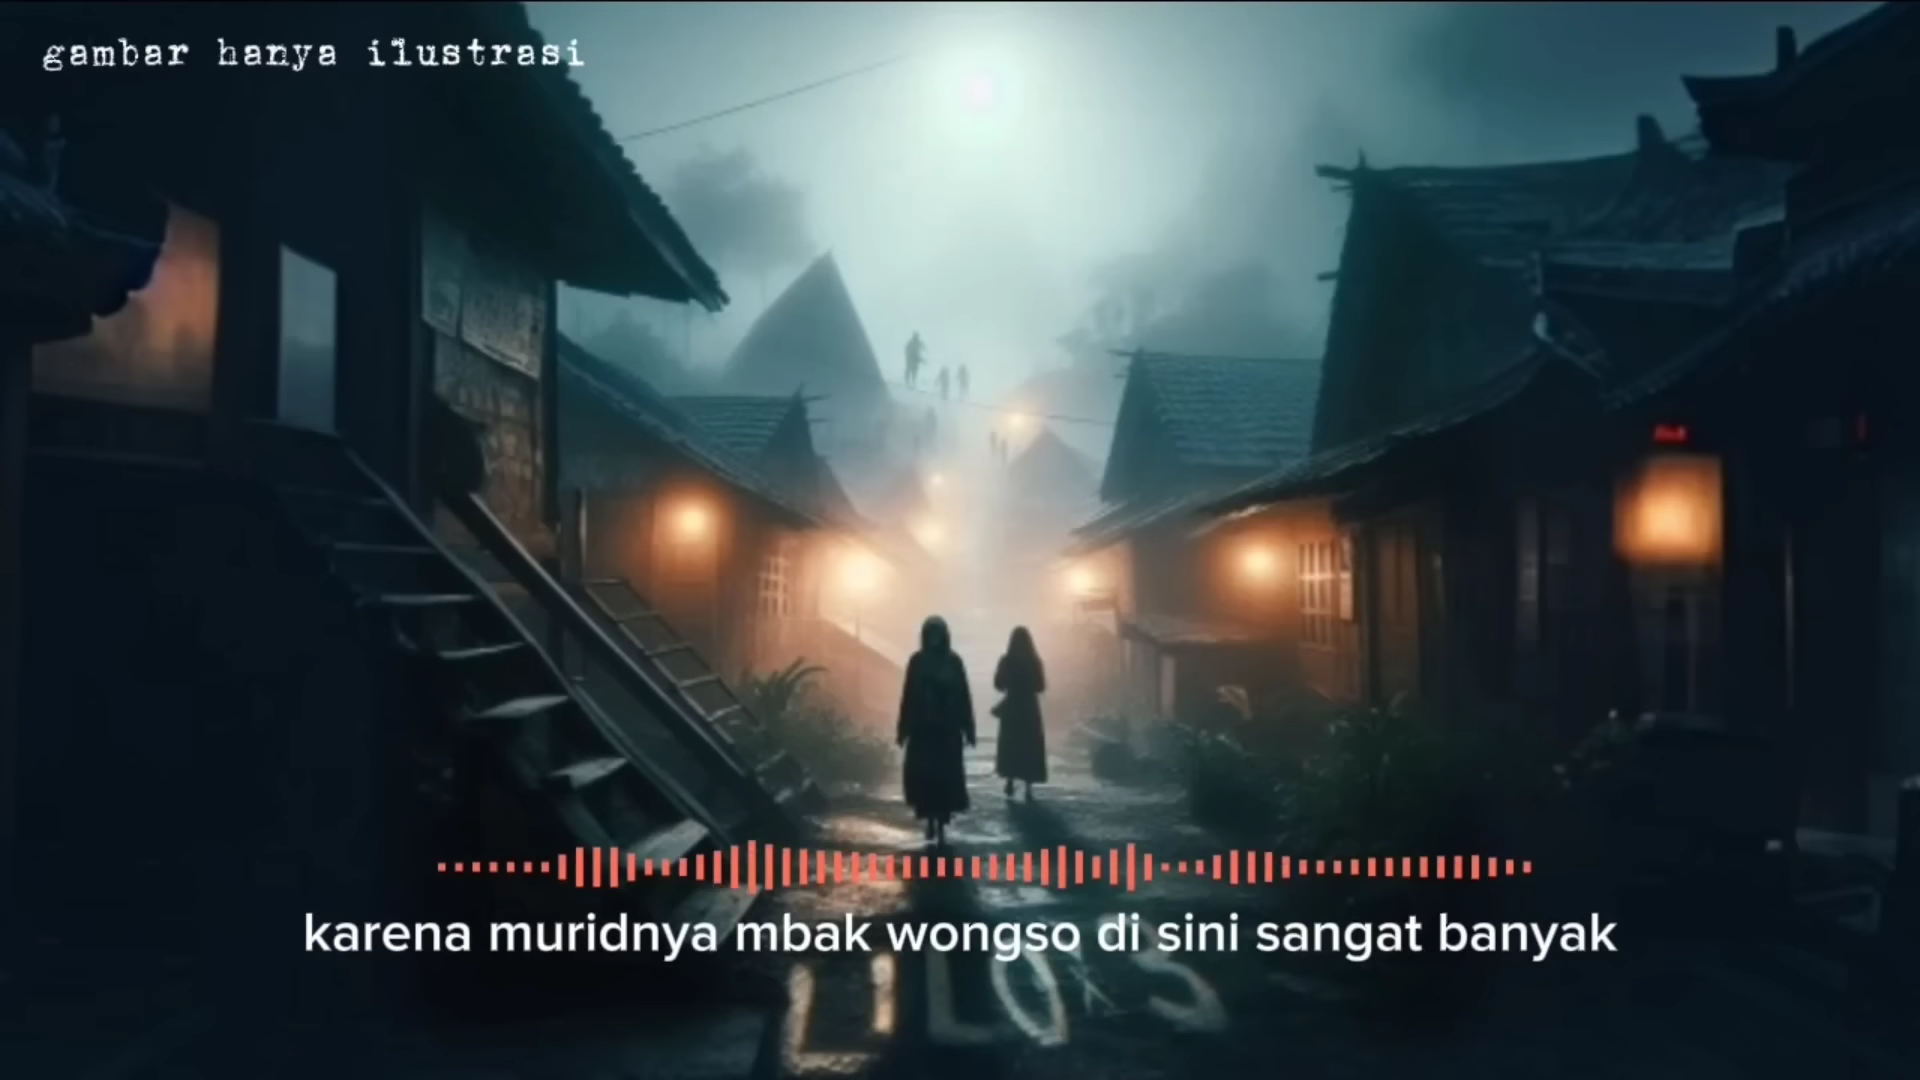 gambar hanya ilustrasi
karena muridnya mbak wongso di sini sangat banyak